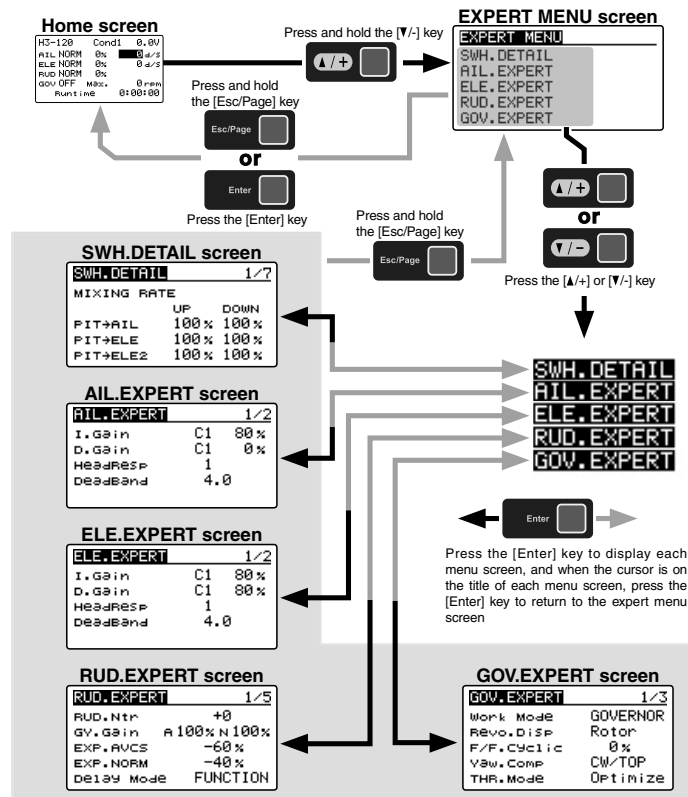 Home screen
H3-120 Cond1 0.0V
AIL NORM 0% 0 d/s
ELE NORM 0% 0 d/s
RUD NORM 0%
GOV OFF Max. 0 rpm
Runtime 0:00:00
Press and hold the [▼/-] key
▲/+
EXPERT MENU screen
EXPERT MENU
SWH.DETAIL
AIL.EXPERT
ELE.EXPERT
RUD.EXPERT
GOV.EXPERT
Press and hold
the [Esc/Page] key
Esc/Page
or
Enter
Press the [Enter] key
Press and hold
the [Esc/Page] key
Esc/Page
▲/+
or
▼/−
Press the [▲/+] or [▼/-] key
SWH.DETAIL screen
SWH.DETAIL 1/7
MIXING RATE
UP DOWN
PIT→AIL 100% 100%
PIT→ELE 100% 100%
PIT→ELE2 100% 100%
SWH.DETAIL
AIL.EXPERT
ELE.EXPERT
RUD.EXPERT
GOV.EXPERT
AIL.EXPERT screen
AIL.EXPERT 1/2
I.Gain C1 80%
D.Gain C1 0%
HeadResp 1
DeadBand 4.0
Enter
Press the [Enter] key to display each
menu screen, and when the cursor is on
the title of each menu screen, press the
[Enter] key to return to the expert menu
screen
ELE.EXPERT screen
ELE.EXPERT 1/2
I.Gain C1 80%
D.Gain C1 80%
HeadResp 1
DeadBand 4.0
RUD.EXPERT screen
RUD.EXPERT 1/5
RUD.Ntr +0
GY.Gain A100% N100%
EXP.AVCS -60%
EXP.NORM -40%
Delay Mode FUNCTION
GOV.EXPERT screen
GOV.EXPERT 1/3
Work Mode GOVERNOR
Revo.Disp Rotor
F/F.Cyclic 0%
Yaw.Comp CW/TOP
THR.Mode Optimize